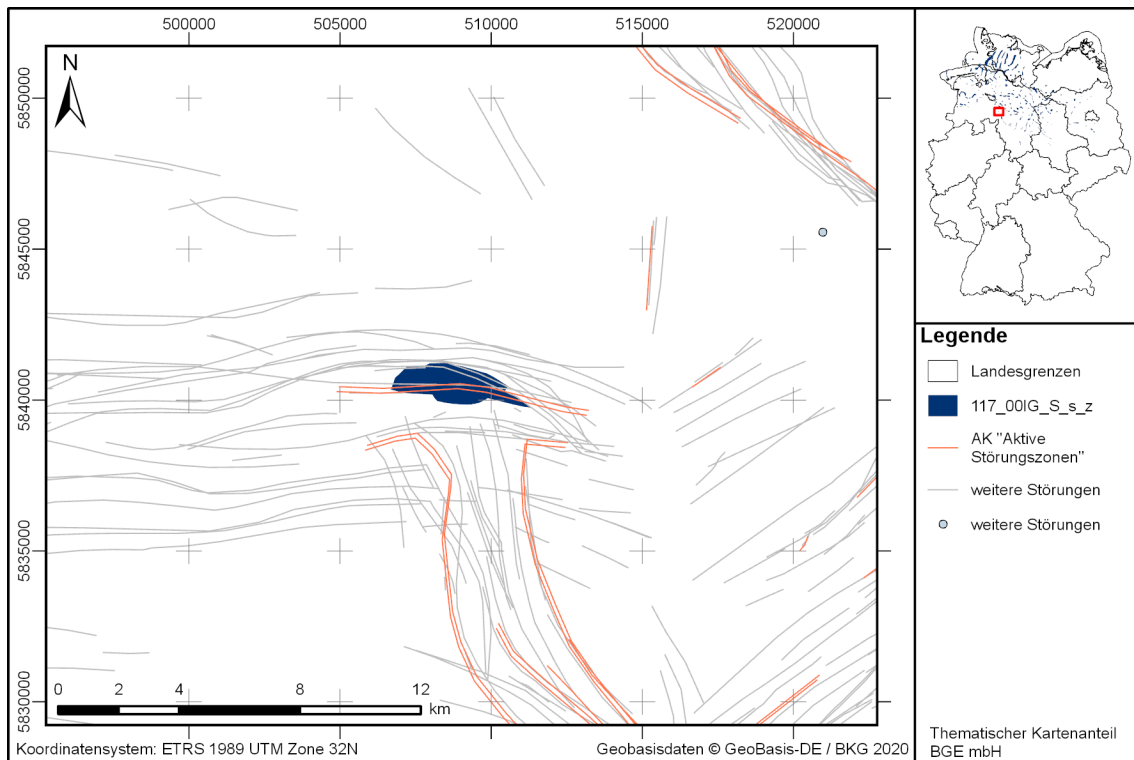 500000 505000 510000 515000 520000
N
5850000
5845000
5840000
5835000
5830000
0 2 4 8 12
km
Koordinatensystem: ETRS 1989 UTM Zone 32N
Geobasisdaten © GeoBasis-DE / BKG 2020
Legende
Landesgrenzen
117_00IG_S_s_z
AK "Aktive
Störungszonen"
weitere Störungen
weitere Störungen
Thematischer Kartenanteil
BGE mbH